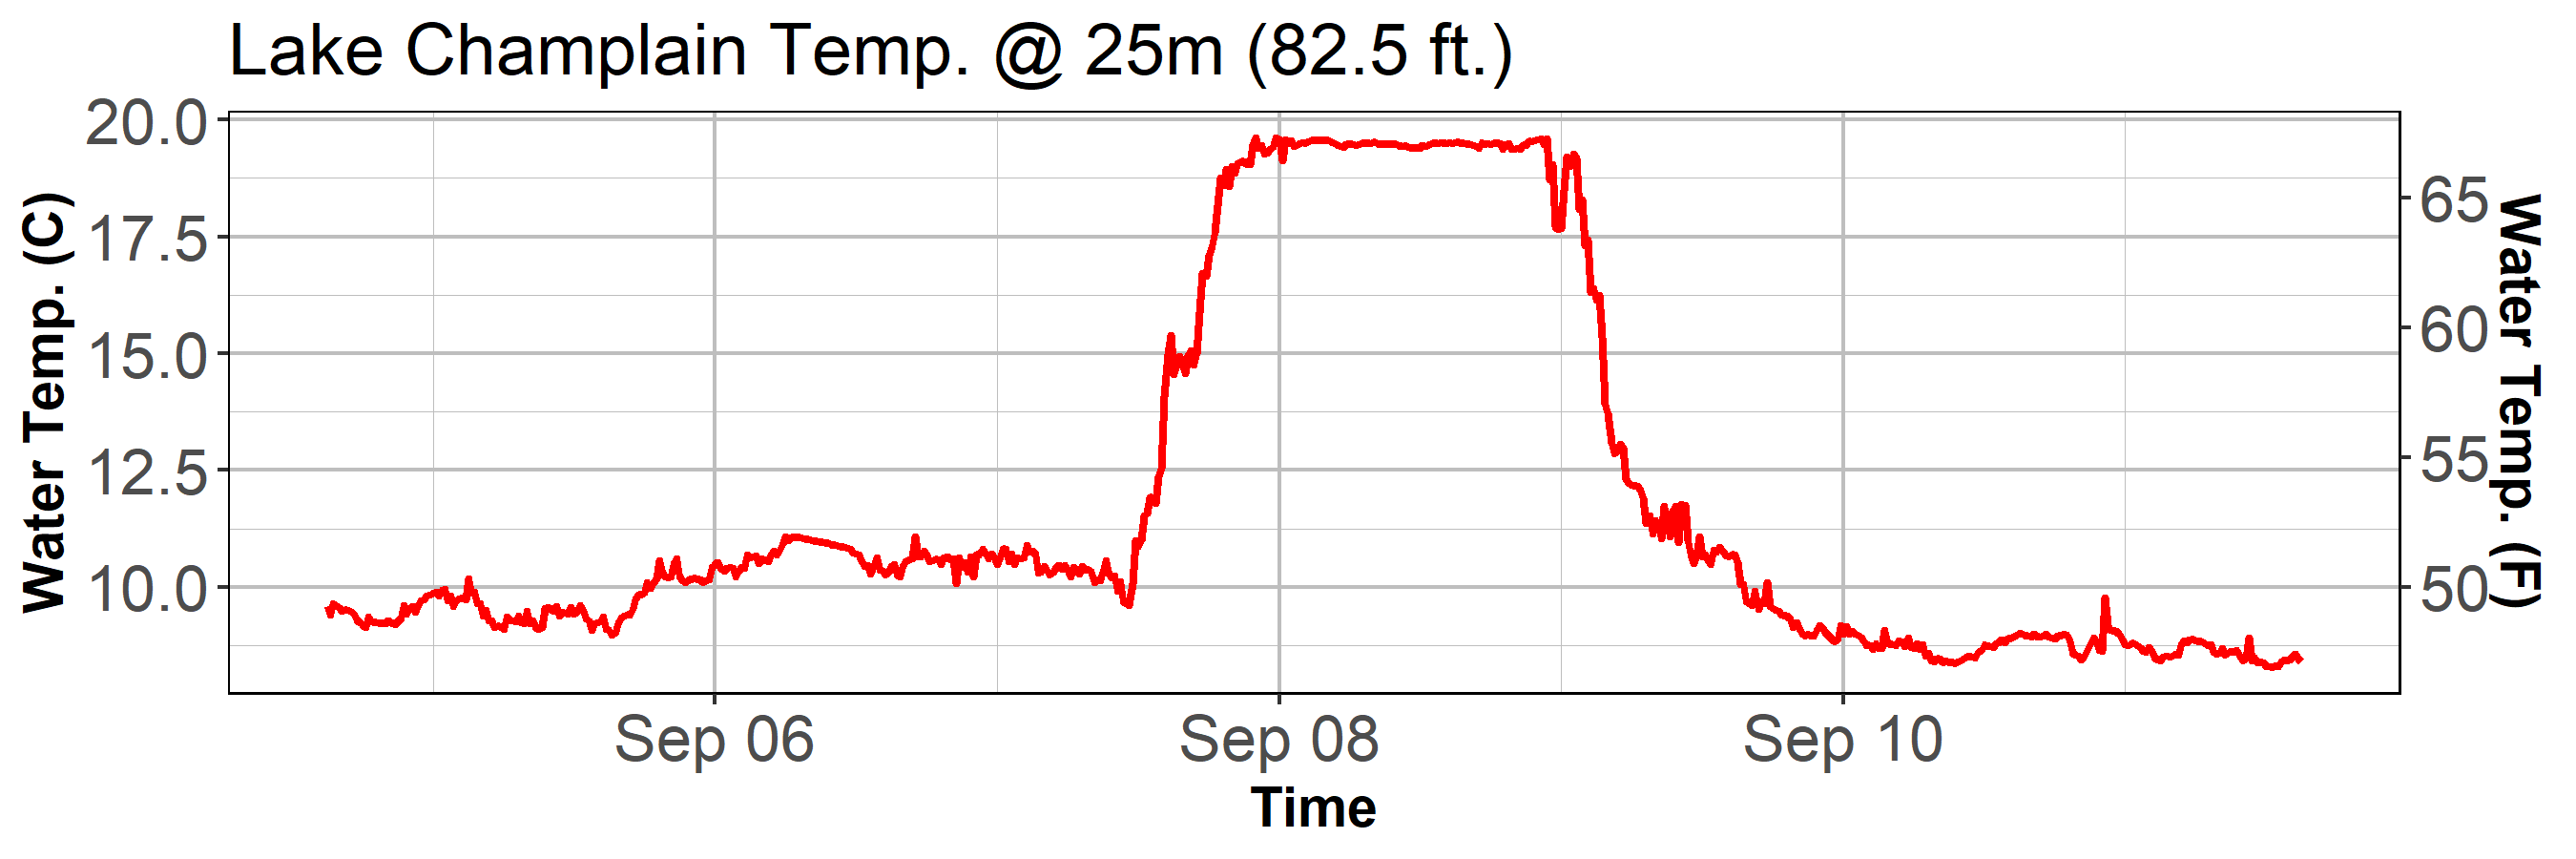 Lake Champlain Temp. @ 25m (82.5 ft.)
Water Temp. (C)
20.0
17.5
15.0
12.5
10.0
65
60
55
50
Water Temp. (F)
Sep 06
Sep 08
Sep 10
Time